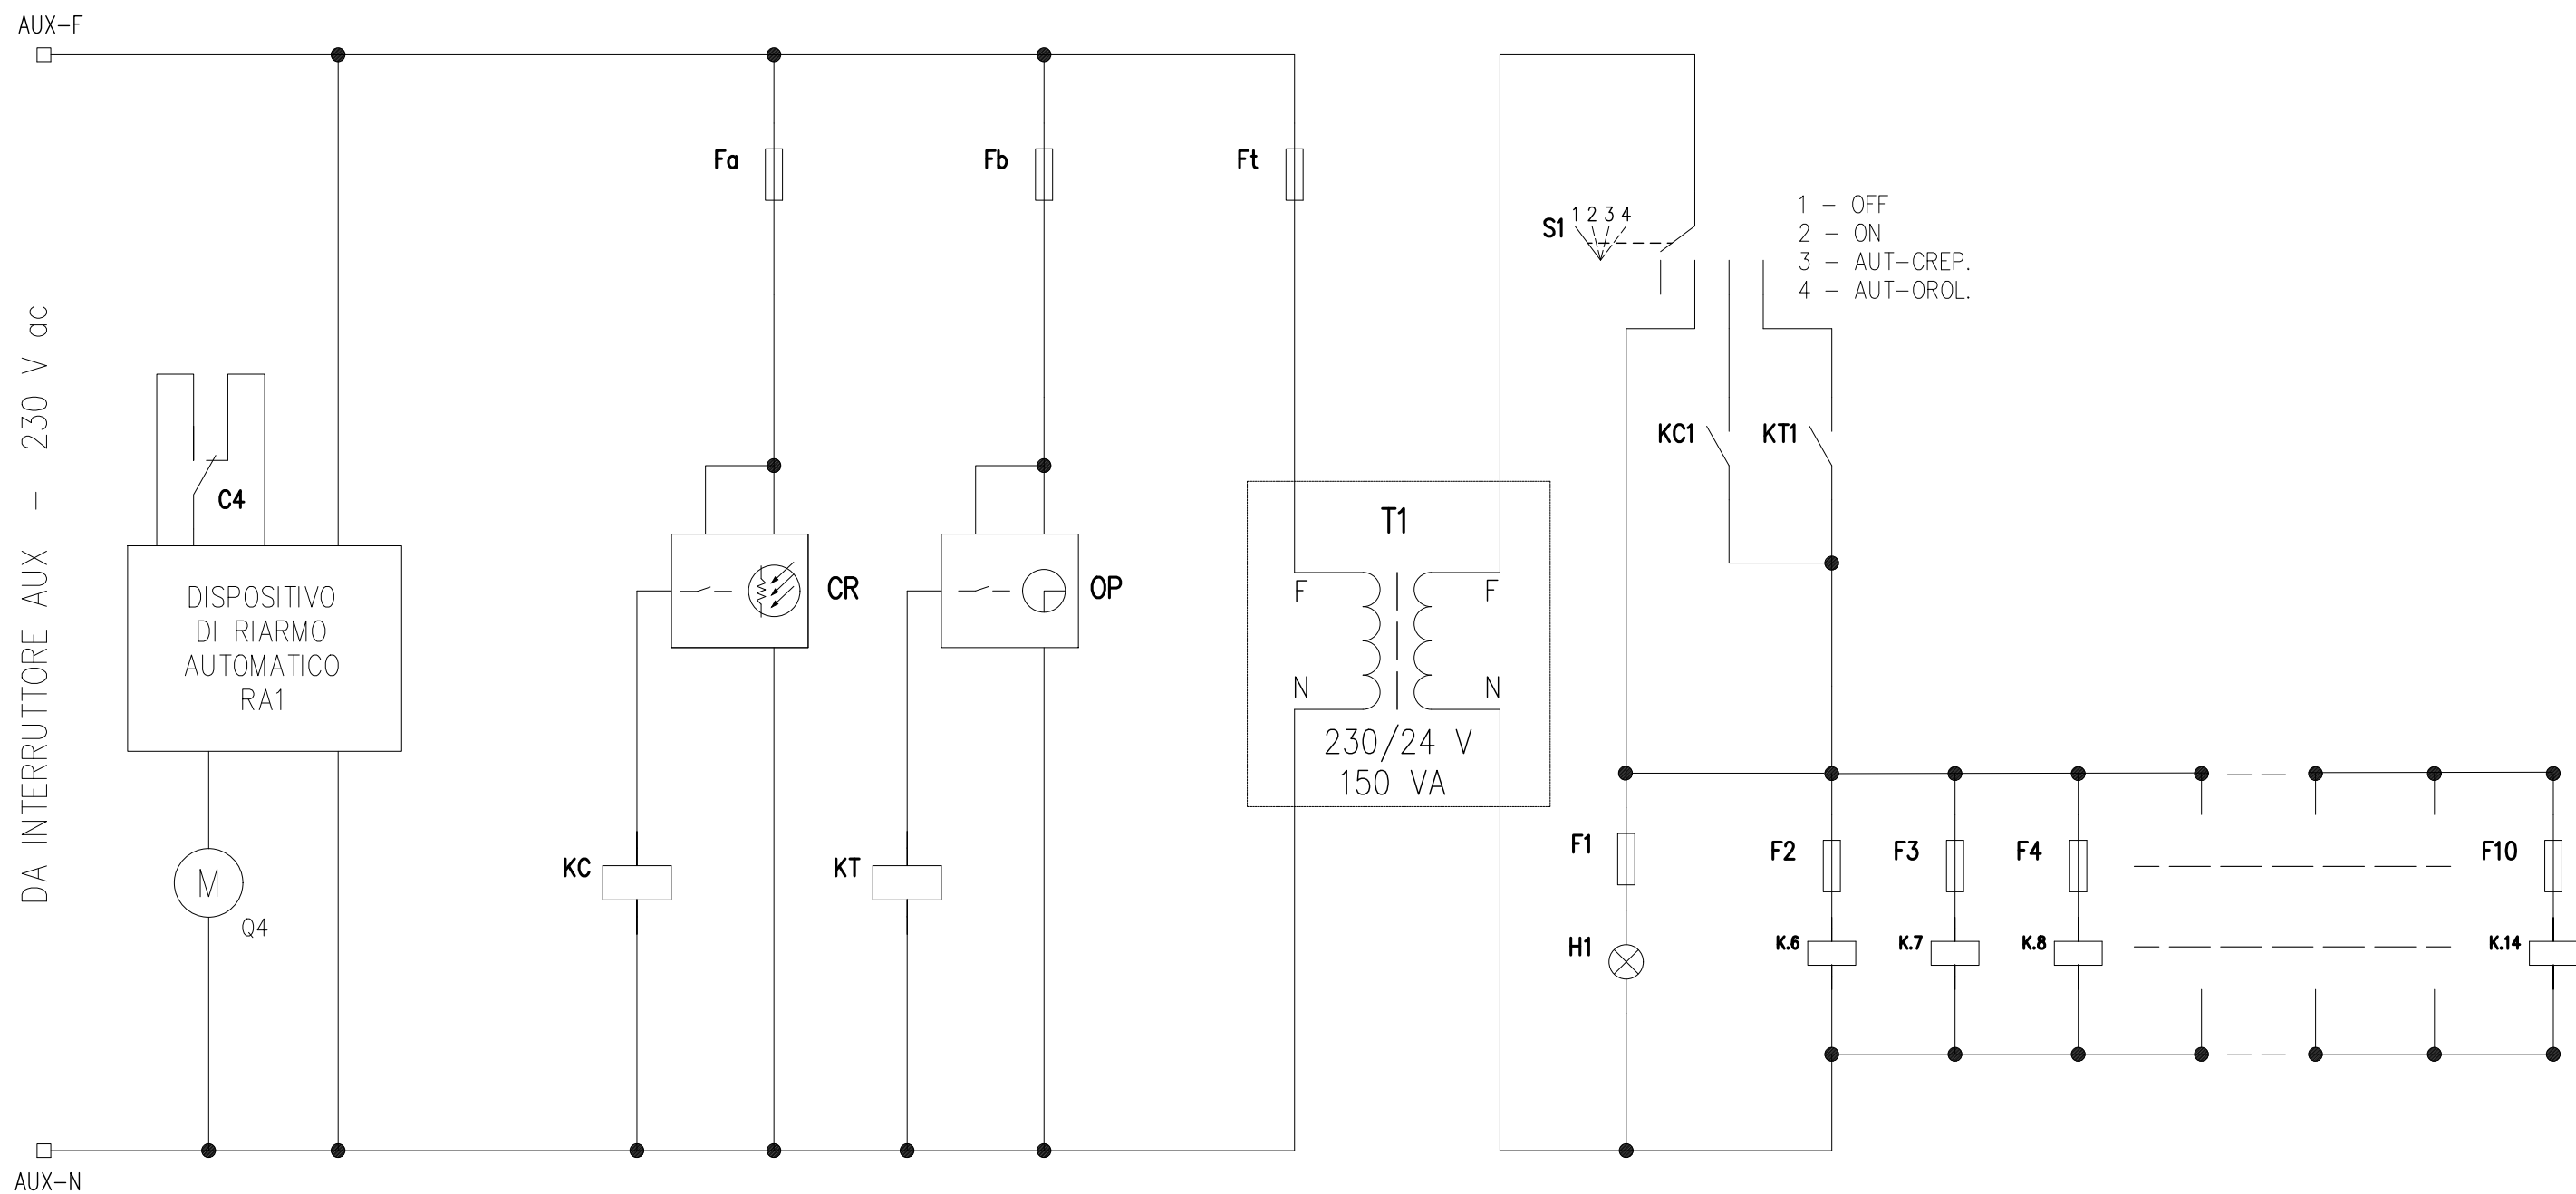 AUX-F
Fa
Fb
Ft
S1
1 2 3 4
1 - OFF
2 - ON
3 - AUT-CREP.
4 - AUT-OROL.
DA INTERRUTTORE AUX - 230 V ac
C4
KC1
KT1
DISPOSITIVO
DI RIARMO
AUTOMATICO
RA1
CR
OP
T1
F
F
N
N
230/24 V
150 VA
M
Q4
KC
KT
F1
F2
F3
F4
F10
H1
K.6
K.7
K.8
K.14
AUX-N